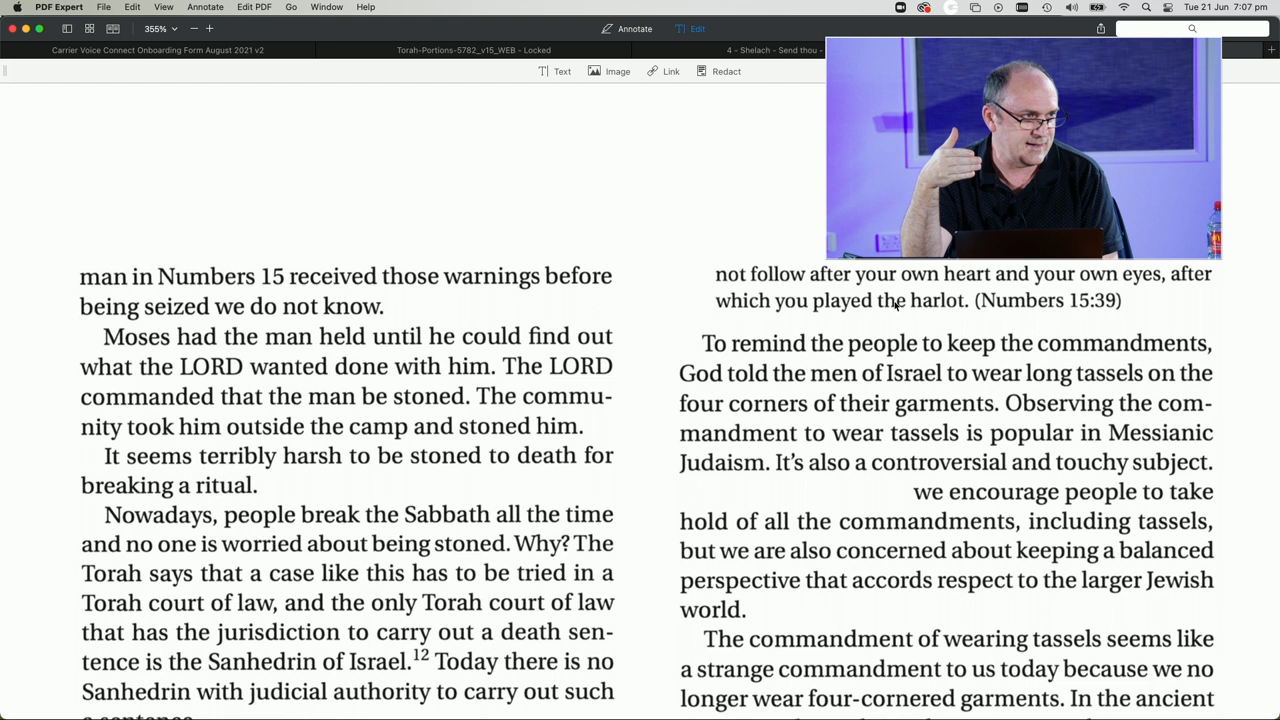 PDF Expert File Edit View Annotate Edit PDF Go Window Help Tue 21 Jun 7:07 pm
355% Annotate Edit
Carrier Voice Connect Onboarding Form August 2021 v2 Torah-Portions-5782_v15_WEB - Locked 4 - Shelach - Send thou -
Text Image Link Redact
man in Numbers 15 received those warnings before
being seized we do not know.
Moses had the man held until he could find out
what the LORD wanted done with him. The LORD
commanded that the man be stoned. The commu-
nity took him outside the camp and stoned him.
It seems terribly harsh to be stoned to death for
breaking a ritual.
Nowadays, people break the Sabbath all the time
and no one is worried about being stoned. Why? The
Torah says that a case like this has to be tried in a
Torah court of law, and the only Torah court of law
that has the jurisdiction to carry out a death sen-
tence is the Sanhedrin of Israel.12 Today there is no
Sanhedrin with judicial authority to carry out such
a sentence.
not follow after your own heart and your own eyes, after
which you played the harlot. (Numbers 15:39)
To remind the people to keep the commandments,
God told the men of Israel to wear long tassels on the
four corners of their garments. Observing the com-
mandment to wear tassels is popular in Messianic
Judaism. It's also a controversial and touchy subject.
we encourage people to take
hold of all the commandments, including tassels,
but we are also concerned about keeping a balanced
perspective that accords respect to the larger Jewish
world.
The commandment of wearing tassels seems like
a strange commandment to us today because we no
longer wear four-cornered garments. In the ancient